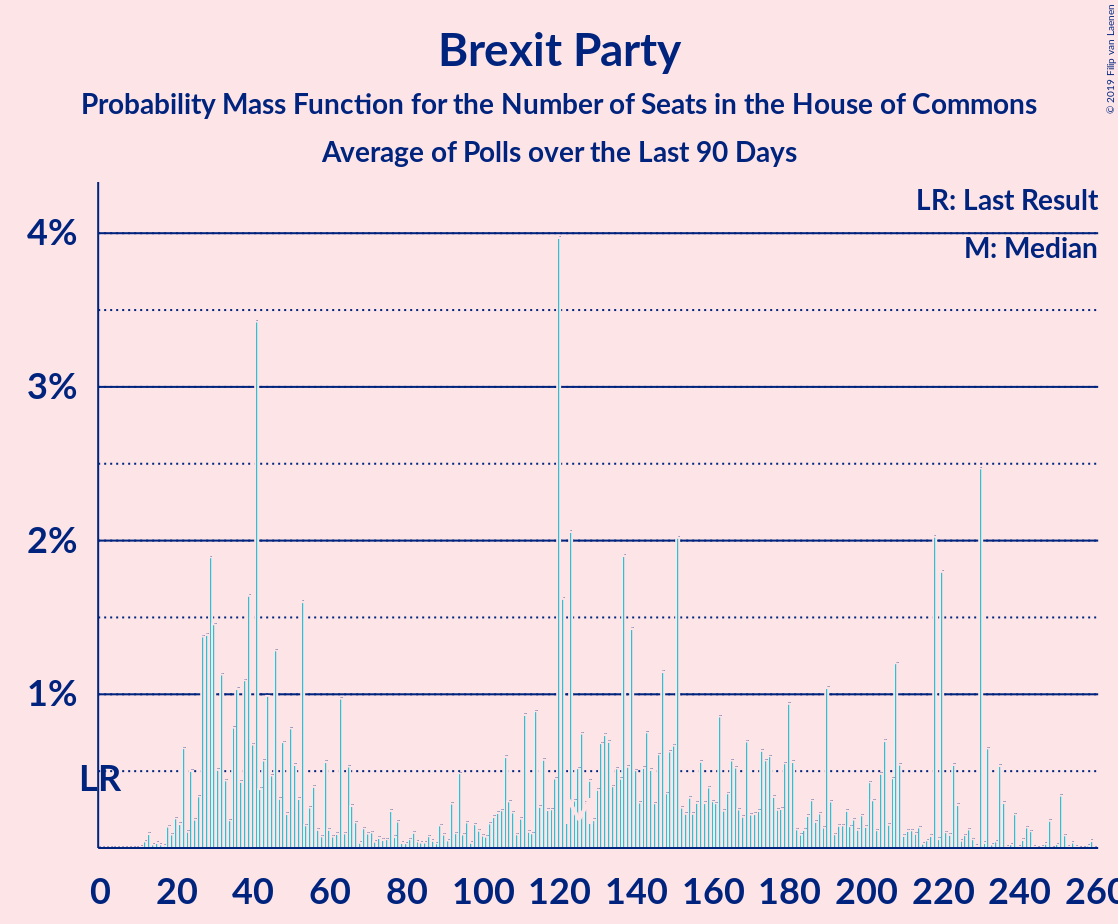 Brexit Party
Probability Mass Function for the Number of Seats in the House of Commons
Average of Polls over the Last 90 Days
© 2019 Filip van Laenen
LR: Last Result
M: Median
4%
3%
2%
1%
LR
0 20 40 60 80 100 120 140 160 180 200 220 240 260